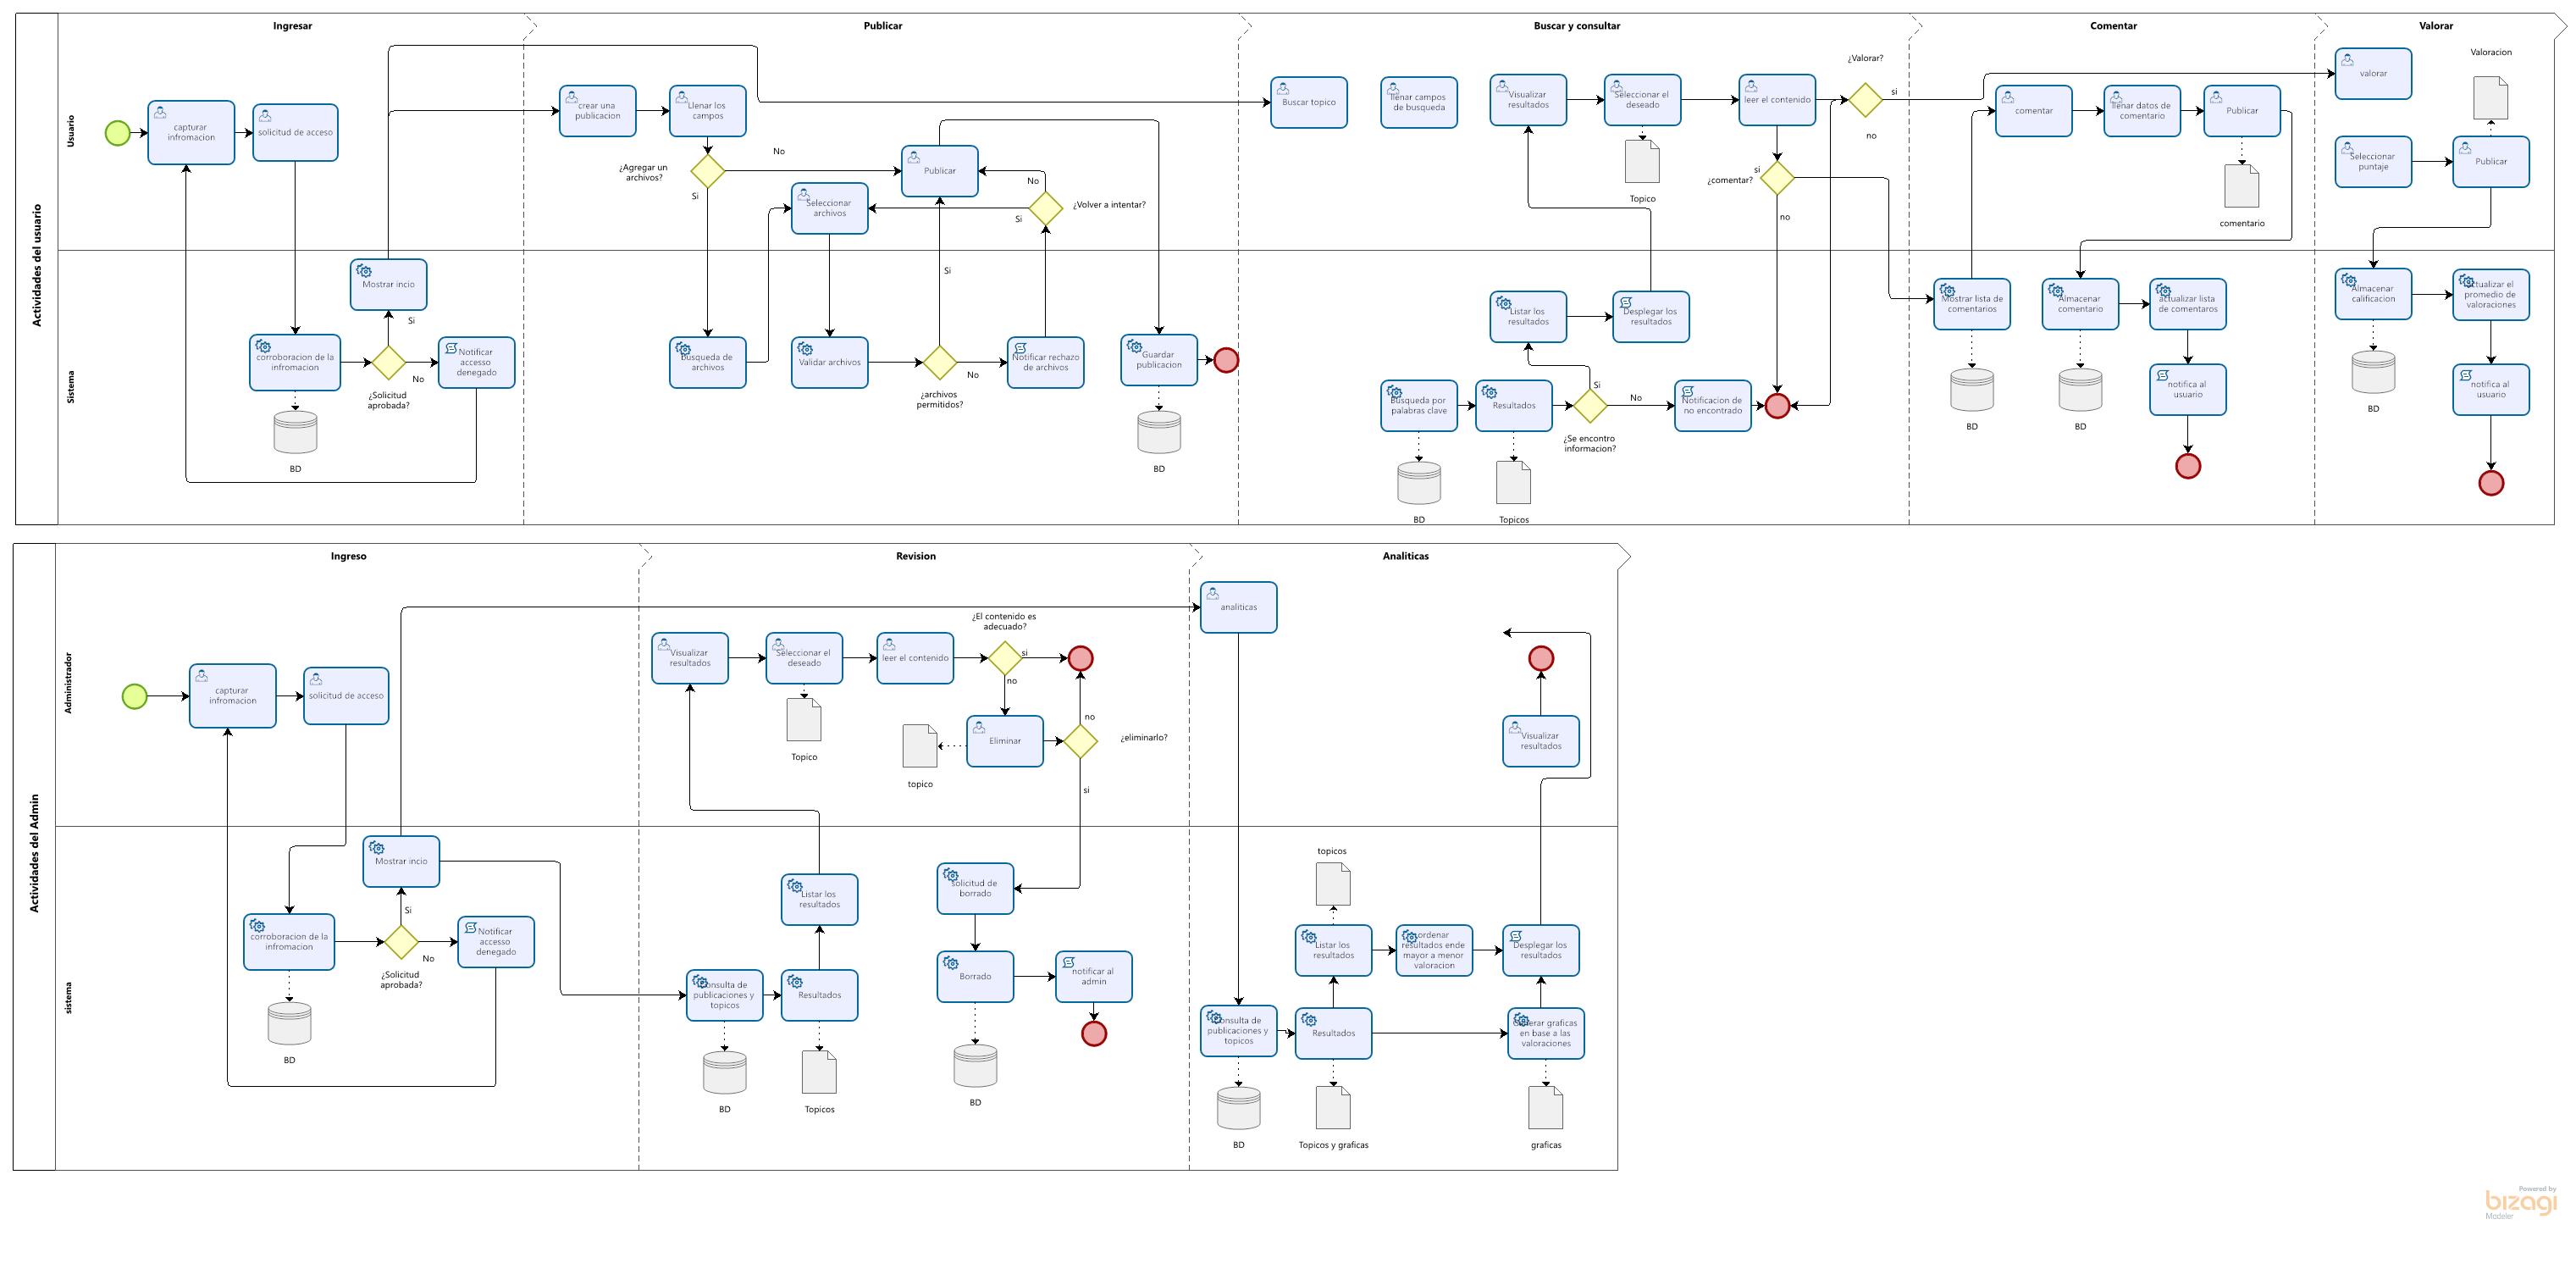 Actividades del usuario
Usuario
Sistema
Ingresar
Publicar
Buscar y consultar
Comentar
Valorar
capturar
infromacion
solicitud de acceso
Mostrar incio
Si
corroboracion de la
infromacion
No
¿Solicitud
aprobada?
Notificar
accesso
denegado
BD
crear una
publicacion
Llenar los
campos
¿Agregar un
archivos?
No
Si
Publicar
Seleccionar
archivos
No
Si
¿Volver a intentar?
Si
busqueda de
archivos
Validar archivos
No
¿archivos
permitidos?
Notificar rechazo
de archivos
Guardar
publicacion
BD
Buscar topico
llenar campos
de busqueda
Visualizar
resultados
Seleccionar el
deseado
Topico
leer el contenido
¿Valorar?
si
no
si
¿comentar?
no
Listar los
resultados
Desplegar los
resultados
Busqueda por
palabras clave
Resultados
Si
No
¿Se encontro
informacion?
Notificacion de
no encontrado
BD
Topicos
comentar
llenar datos de
comentario
Publicar
comentario
Mostrar lista de
comentarios
BD
Almacenar
comentario
BD
actualizar lista
de comentaros
notifica al
usuario
valorar
Valoracion
Seleccionar
puntaje
Publicar
Almacenar
calificacion
BD
actualizar el
promedio de
valoraciones
notifica al
usuario
Actividades del Admin
Administrador
sistema
Ingreso
Revision
Analíticas
capturar
infromacion
solicitud de acceso
Mostrar incio
Si
corroboracion de la
infromacion
No
¿Solicitud
aprobada?
Notificar
accesso
denegado
BD
Visualizar
resultados
Seleccionar el
deseado
Topico
leer el contenido
¿El contenido es
adecuado?
si
no
Eliminar
topico
no
¿eliminarlo?
si
Listar los
resultados
Consulta de
publicaciones y
topicos
Resultados
BD
Topicos
solicitud de
borrado
Borrado
notificar al
admin
BD
analiticas
Visualizar
resultados
topicos
Listar los
resultados
ordenar
resultados ende
mayor a menor
valoracion
Desplegar los
resultados
Consulta de
publicaciones y
topicos
Resultados
Generar graficas
en base a las
valoraciones
BD
Topicos y graficas
graficas
Powered by
bizagi
Modeler